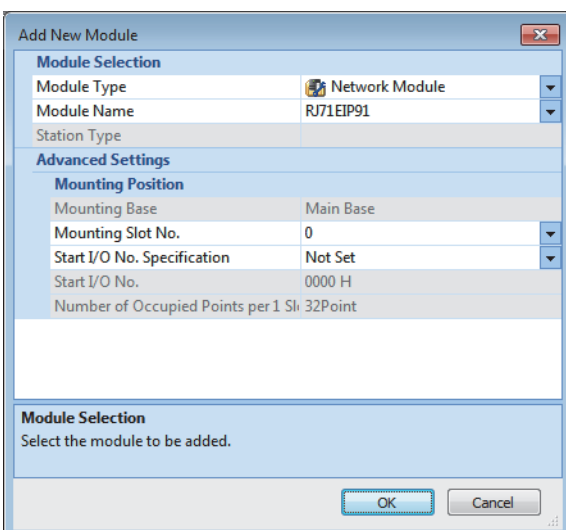 Add New Module
Module Selection
Module Type Network Module
Module Name RJ71EIP91
Station Type
Advanced Settings
Mounting Position
Mounting Base Main Base
Mounting Slot No. 0
Start I/O No. Specification Not Set
Start I/O No. 0000 H
Number of Occupied Points per 1 Sl 32Point
Module Selection
Select the module to be added.
OK Cancel